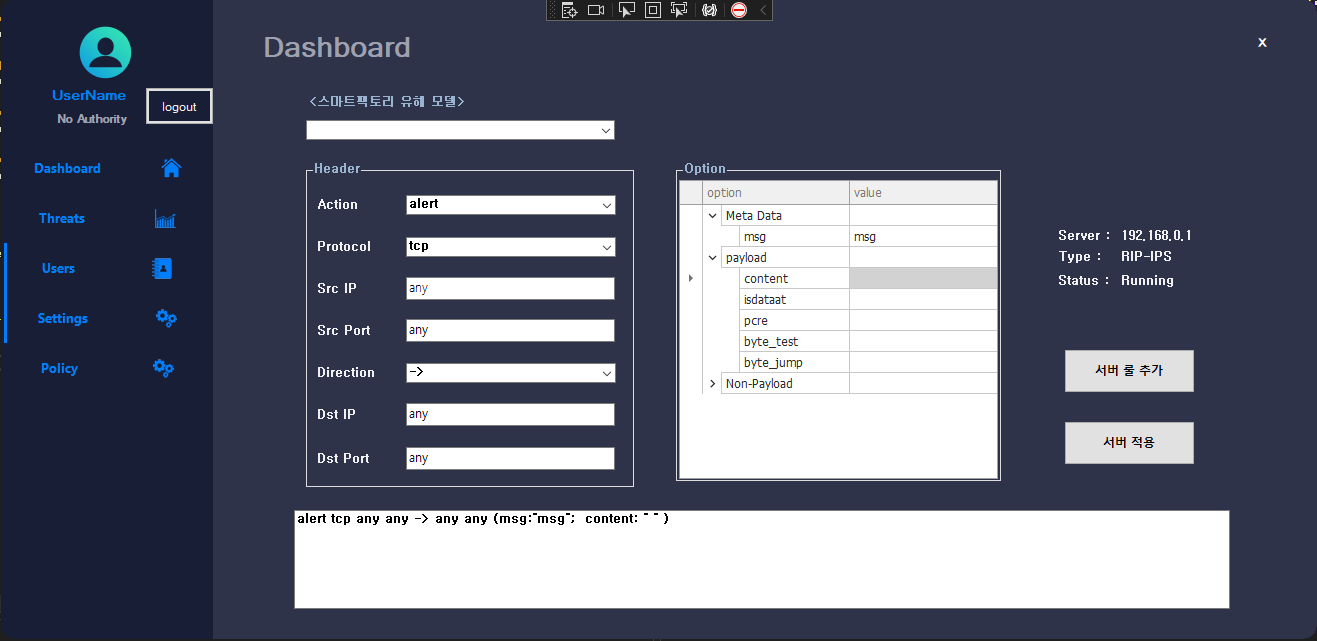 Dashboard
x
UserName
No Authority
logout
Dashboard
Threats
Users
Settings
Policy
<스마트팩토리 유해 모델>
Header
Action alert
Protocol tcp
Src IP any
Src Port any
Direction ->
Dst IP any
Dst Port any
Option
option value
Meta Data
msg msg
payload
content
isdataat
pcre
byte_test
byte_jump
Non-Payload
Server : 192.168.0.1
Type : RIP-IPS
Status : Running
서버 룰 추가
서버 적용
alert tcp any any -> any any (msg:"msg"; content: " " )